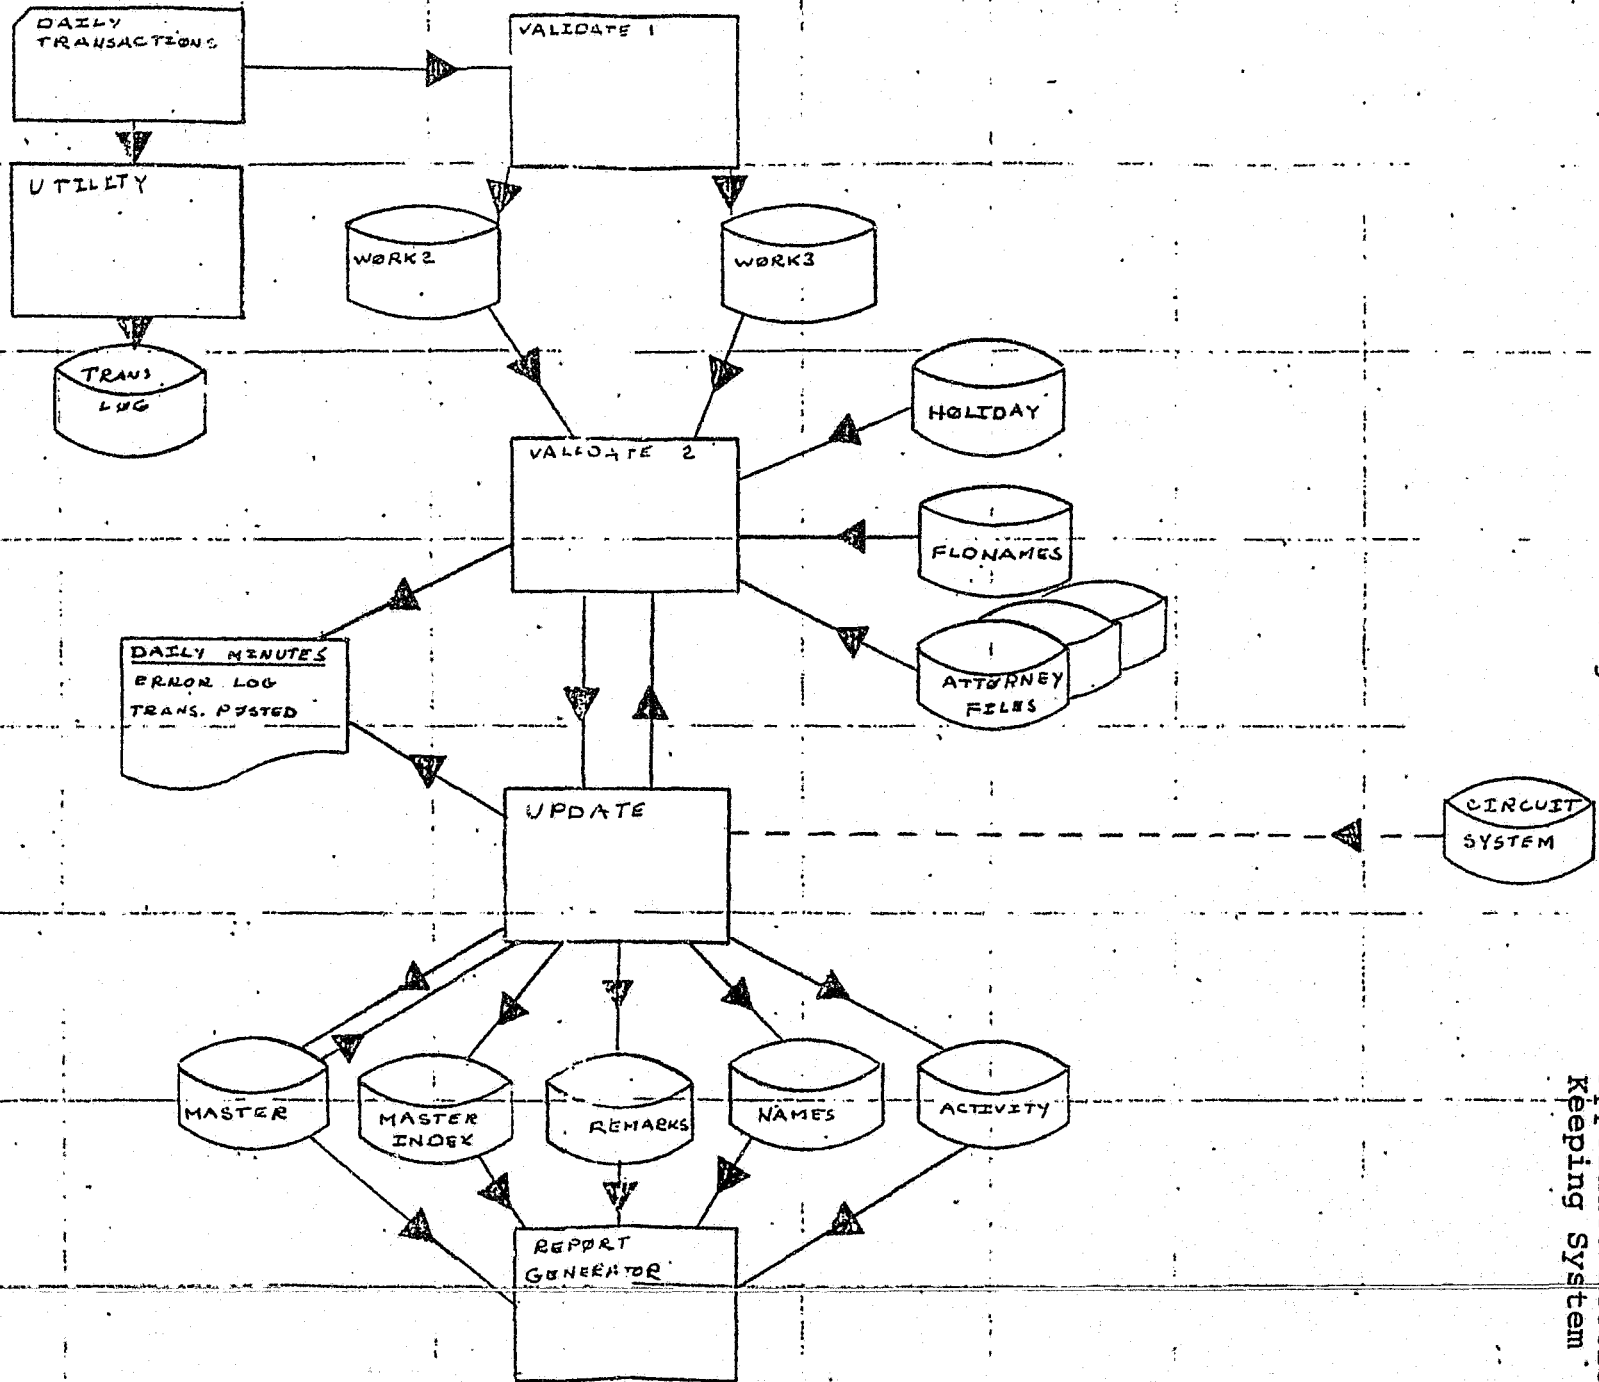 DAILY
TRANSACTIONS
VALIDATE 1
UTILITY
WORK2
WORK3
TRANS
LOG
HOLIDAY
VALIDATE 2
FLONAMES
DAILY MINUTES
ERROR LOG
TRANS. POSTED
ATTORNEY
FILES
UPDATE
CIRCUIT
SYSTEM
MASTER
MASTER
INDEX
REMARKS
NAMES
ACTIVITY
REPORT
GENERATOR
Keeping System